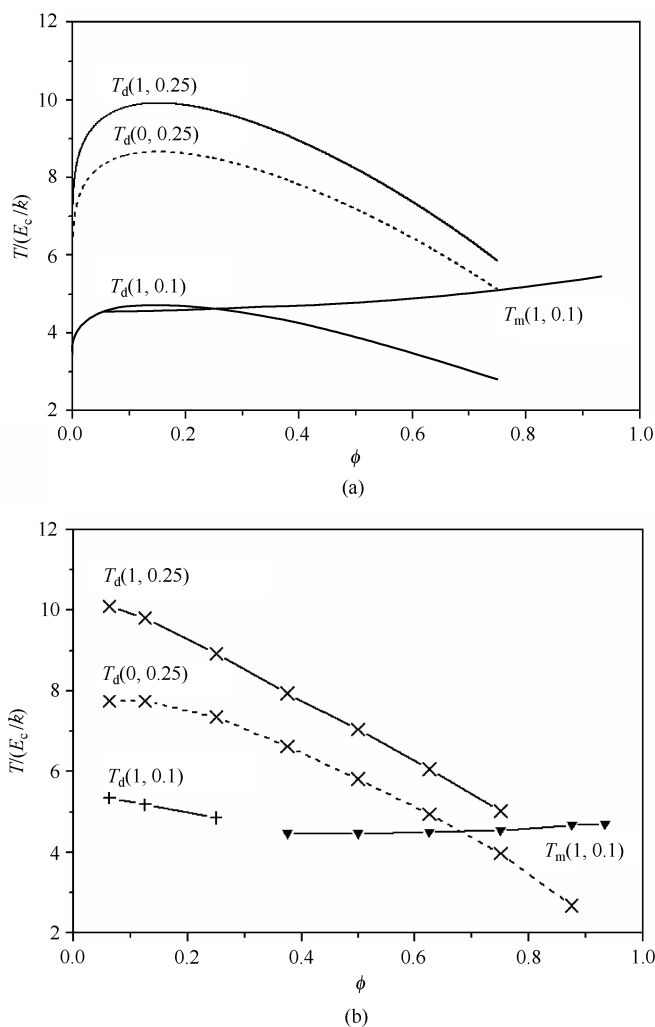 12
T_d(1, 0.25)
10
T_d(0, 0.25)
8
T/(E_c/k)
6
T_d(1, 0.1)
T_m(1, 0.1)
4
2
0.0 0.2 0.4 0.6 0.8 1.0
ϕ
(a)
12
T_d(1, 0.25)
10
T_d(0, 0.25)
8
T/(E_c/k)
6
T_d(1, 0.1)
4
T_m(1, 0.1)
2
0.0 0.2 0.4 0.6 0.8 1.0
ϕ
(b)